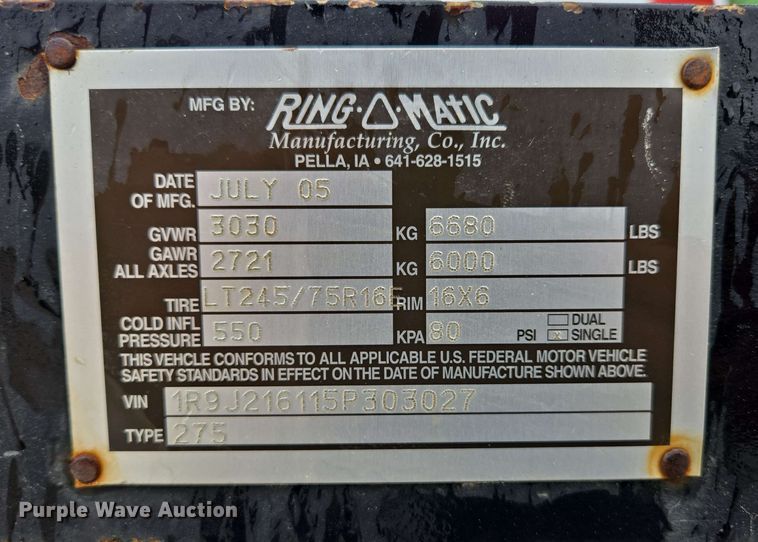 MFG BY: RING·O·MATIC
Manufacturing, Co., Inc.
PELLA, IA • 641-628-1515
DATE OF MFG. JULY 05
GVWR 3030 KG 6680 LBS
GAWR ALL AXLES 2721 KG 6000 LBS
TIRE LT245/75R16E RIM 16X6
COLD INFL PRESSURE 550 KPA 80 PSI DUAL X SINGLE
THIS VEHICLE CONFORMS TO ALL APPLICABLE U.S. FEDERAL MOTOR VEHICLE
SAFETY STANDARDS IN EFFECT ON THE DATE OF MANUFACTURE SHOWN ABOVE.
VIN 1R9J216115P303027
TYPE 275
Purple Wave Auction